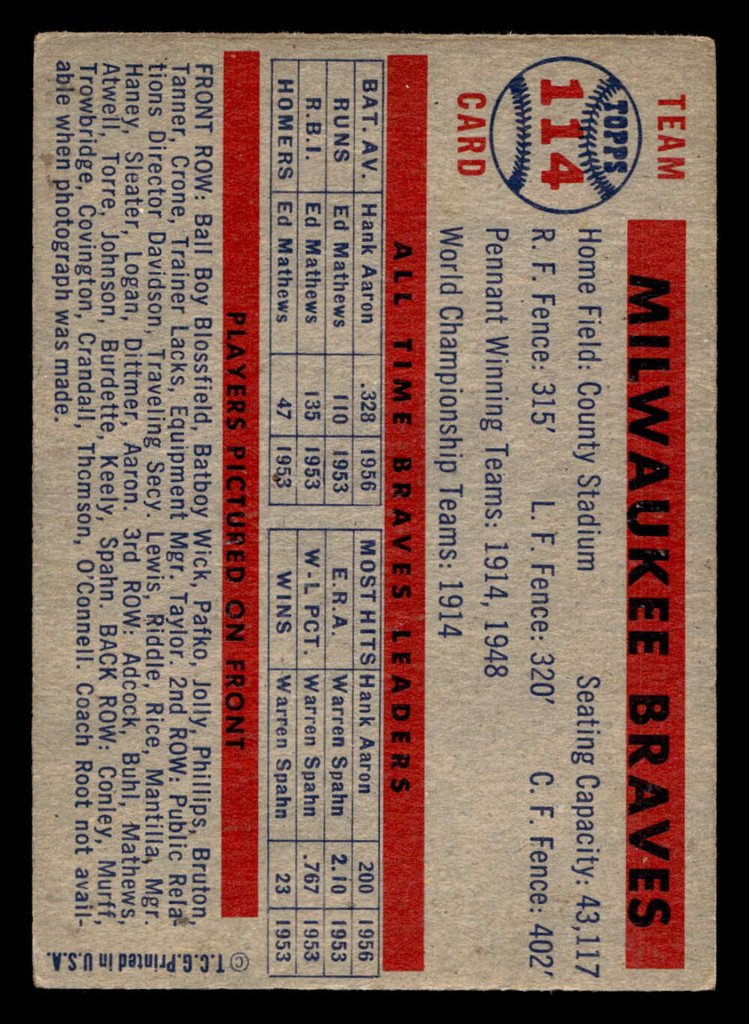 TEAM
TOPPS
114
CARD
MILWAUKEE BRAVES
Home Field: County Stadium Seating Capacity: 43,117
R. F. Fence: 315' L. F. Fence: 320' C. F. Fence: 402'
Pennant Winning Teams: 1914, 1948
World Championship Teams: 1914
ALL TIME BRAVES LEADERS
BAT. AV. Hank Aaron .328 1956 MOST HITS Hank Aaron 200 1956
RUNS Ed Mathews 110 1953 E.R.A. Warren Spahn 2.10 1953
R.B.I. Ed Mathews 135 1953 W-L PCT. Warren Spahn .767 1953
HOMERS Ed Mathews 47 1953 WINS Warren Spahn 23 1953
PLAYERS PICTURED ON FRONT
FRONT ROW: Ball Boy Blossfield, Batboy Wick, Pafko, Jolly, Phillips, Bruton,
Tanner, Crone, Trainer Lacks, Equipment Mgr. Taylor. 2nd ROW: Public Rela-
tions Director Davidson, Traveling Secy. Lewis, Riddle, Rice, Mantilla, Mgr.
Haney, Sleater, Logan, Dittmer, Aaron. 3rd ROW: Adcock, Buhl, Mathews,
Atwell, Torre, Johnson, Burdette, Keely, Spahn. BACK ROW: Conley, Murff,
Trowbridge, Covington, Crandall, Thomson, O'Connell. Coach Root not avail-
able when photograph was made.
© T.C.G. Printed in U.S.A.